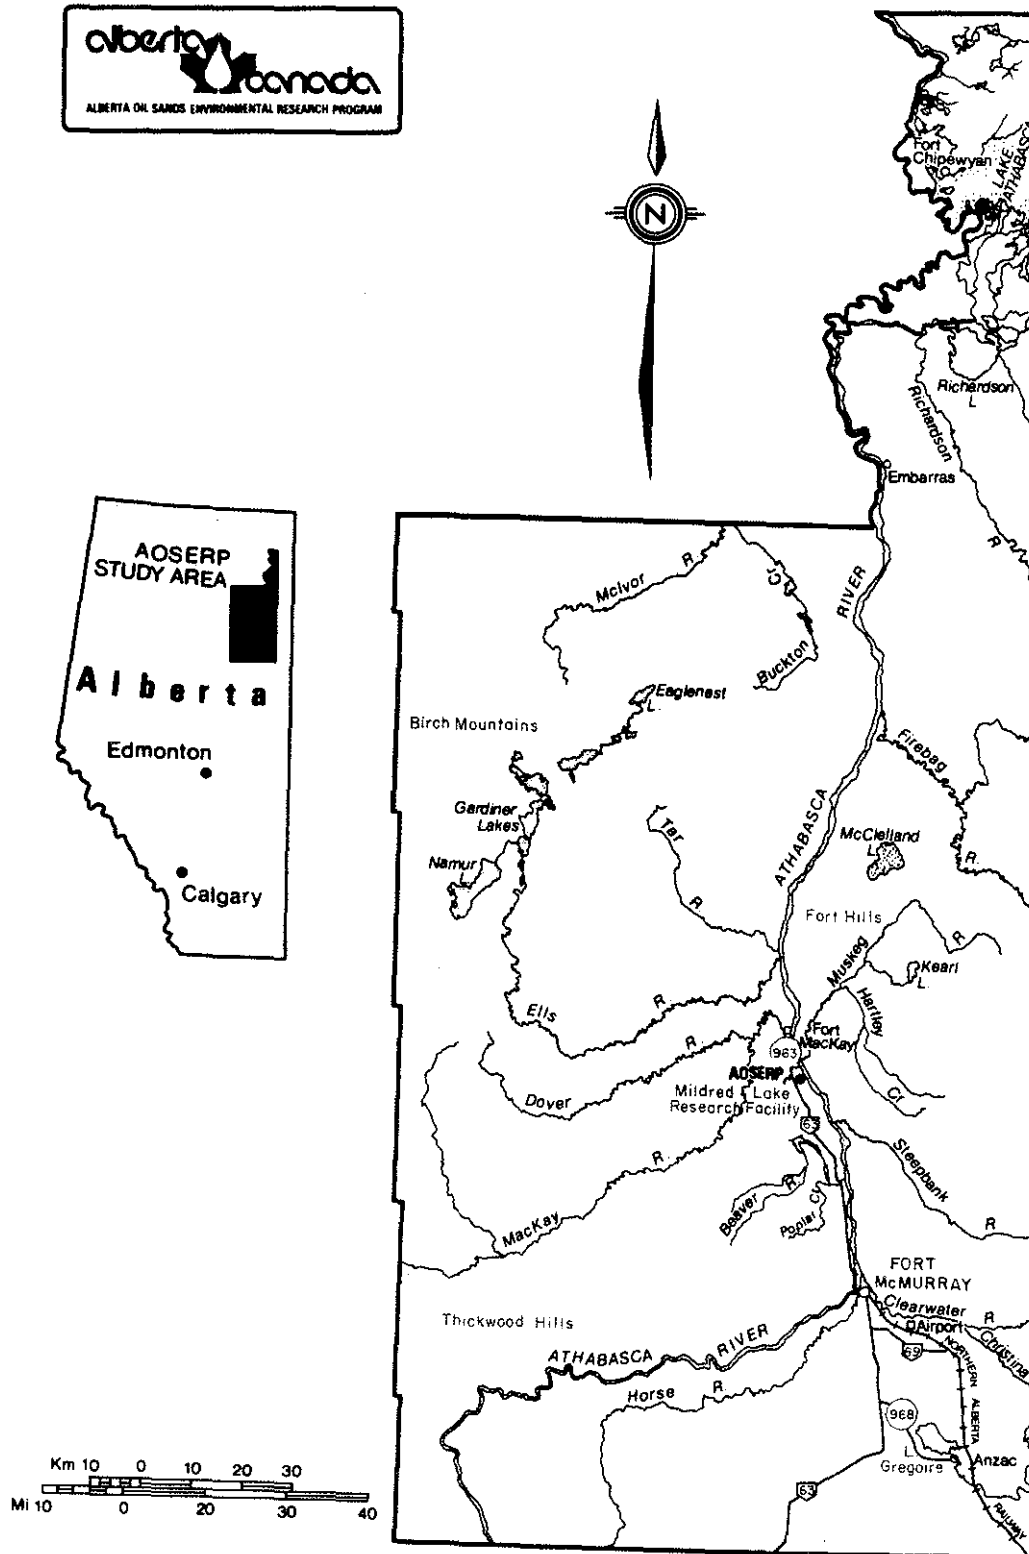 alberta
canada
ALBERTA OIL SANDS ENVIRONMENTAL RESEARCH PROGRAM
N
Fort
Chipewyan
LAKE
ATHABAS
Richardson
L.
Richardson
R
Embarras
AOSERP
STUDY AREA
Alberta
Edmonton
Calgary
McIvor R.
Cr.
Buckton
RIVER
Eaglenest
L.
Birch Mountains
Firebag
R.
Gardiner
Lakes
Namur
L.
Tar
R.
ATHABASCA
McClelland
L.
Fort Hills
Muskeg
R.
Kearl
L.
Hartley
Cr.
Ells
R.
Fort
MacKay
963
AOSERP
Mildred Lake
Research Facility
Dover
R.
63
Steepbank
R
MacKay
R.
Beaver R.
Poplar Cr.
FORT
McMURRAY
Clearwater
R
Airport
Christina
69
NORTHERN ALBERTA
RAILWAY
Thickwood Hills
ATHABASCA RIVER
Horse R.
968
L.
Gregoire
Anzac
63
Km 10 0 10 20 30
Mi 10 0 20 30 40